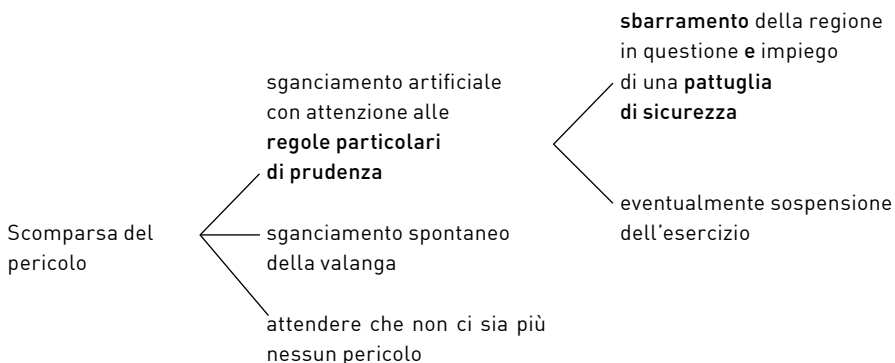 sbarramento della regione
in questione e impiego
di una pattuglia
di sicurezza
sganciamento artificiale
con attenzione alle
regole particolari
di prudenza
eventualmente sospensione
dell'esercizio
Scomparsa del
pericolo
sganciamento spontaneo
della valanga
attendere che non ci sia più
nessun pericolo